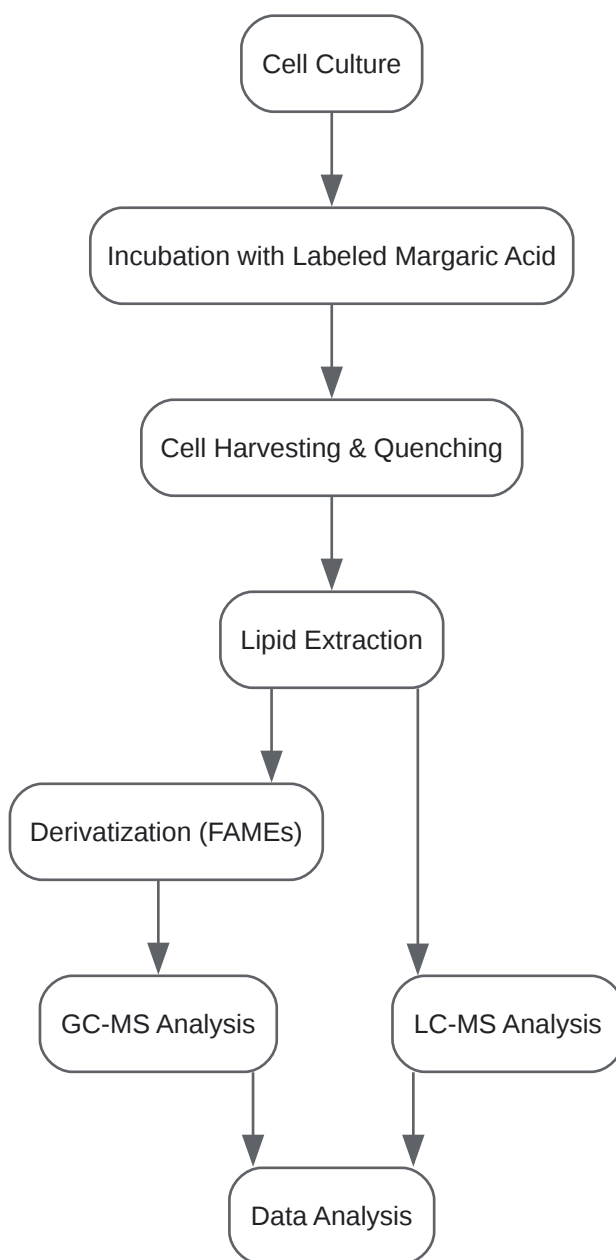 Cell Culture
Incubation with Labeled Margaric Acid
Cell Harvesting & Quenching
Lipid Extraction
Derivatization (FAMEs)
GC-MS Analysis
LC-MS Analysis
Data Analysis